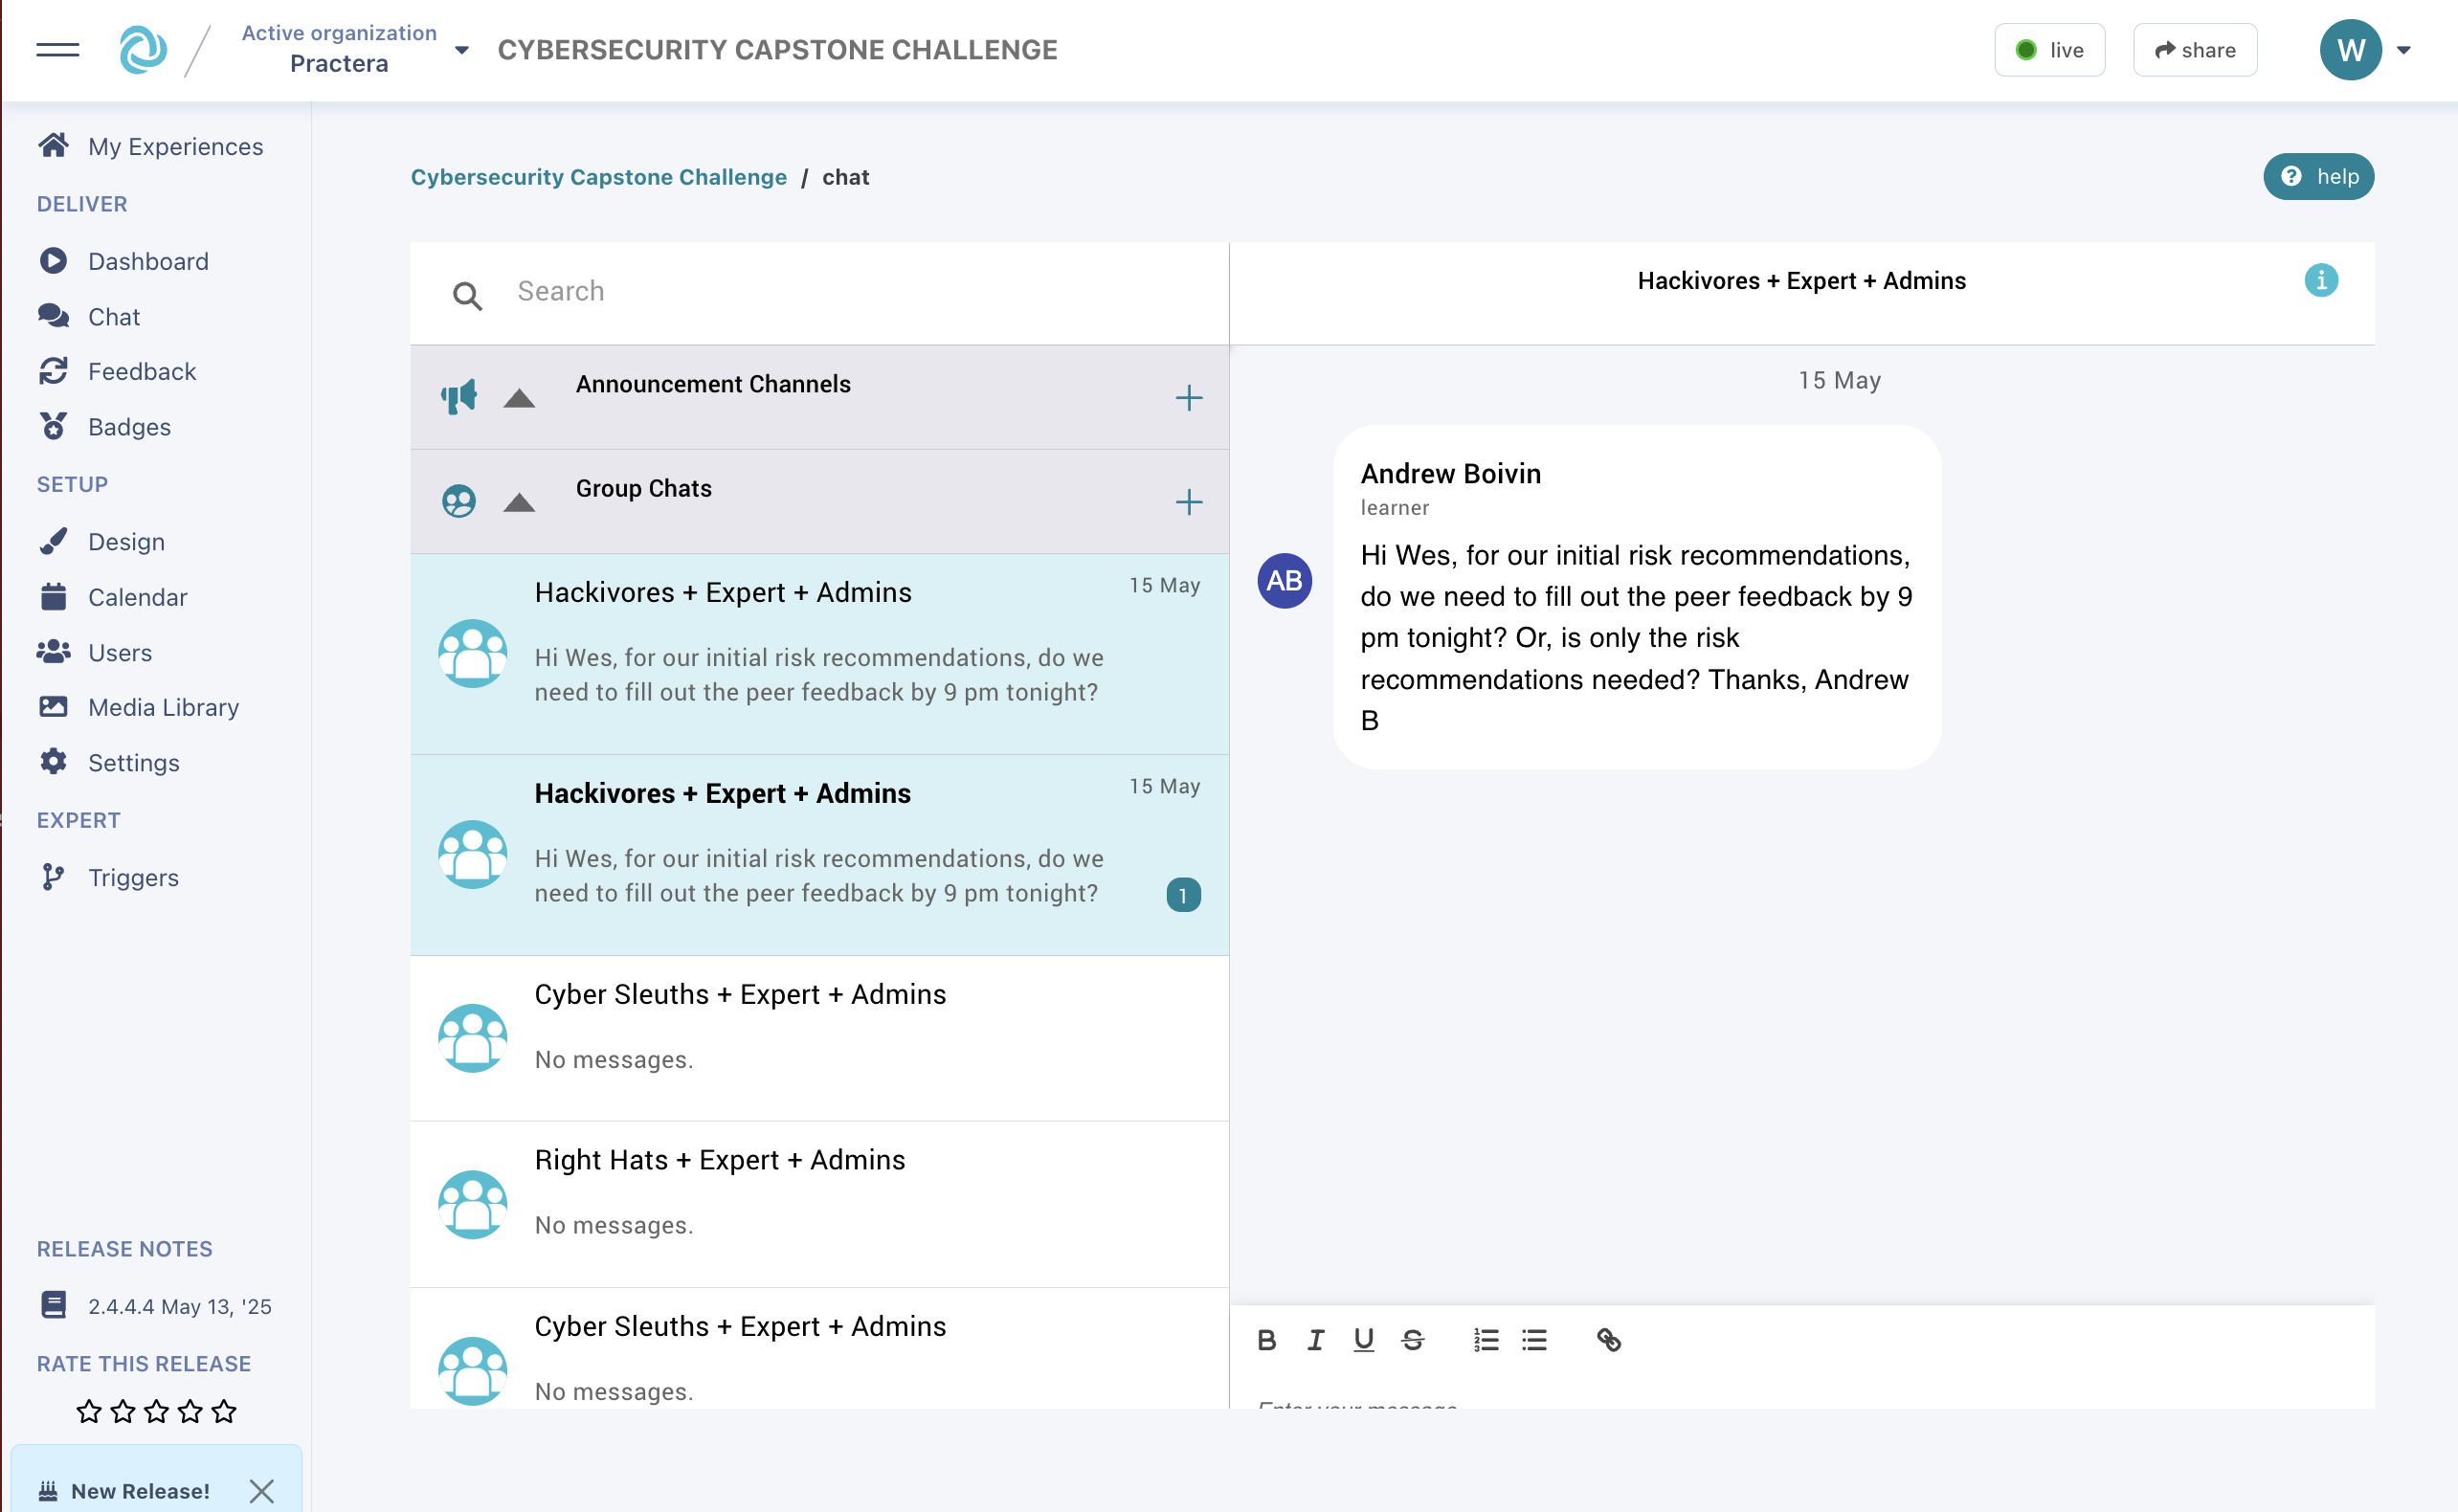 Active organization
Practera
CYBERSECURITY CAPSTONE CHALLENGE
live
share
W
My Experiences
DELIVER
Dashboard
Chat
Feedback
Badges
SETUP
Design
Calendar
Users
Media Library
Settings
EXPERT
Triggers
RELEASE NOTES
2.4.4.4 May 13, '25
RATE THIS RELEASE
New Release!
Cybersecurity Capstone Challenge / chat
help
Search
Announcement Channels
Group Chats
Hackivores + Expert + Admins
15 May
Hi Wes, for our initial risk recommendations, do we
need to fill out the peer feedback by 9 pm tonight?
Hackivores + Expert + Admins
15 May
Hi Wes, for our initial risk recommendations, do we
need to fill out the peer feedback by 9 pm tonight?
1
Cyber Sleuths + Expert + Admins
No messages.
Right Hats + Expert + Admins
No messages.
Cyber Sleuths + Expert + Admins
No messages.
Hackivores + Expert + Admins
15 May
AB
Andrew Boivin
learner
Hi Wes, for our initial risk recommendations,
do we need to fill out the peer feedback by 9
pm tonight? Or, is only the risk
recommendations needed? Thanks, Andrew
B
B I U S
Enter your message